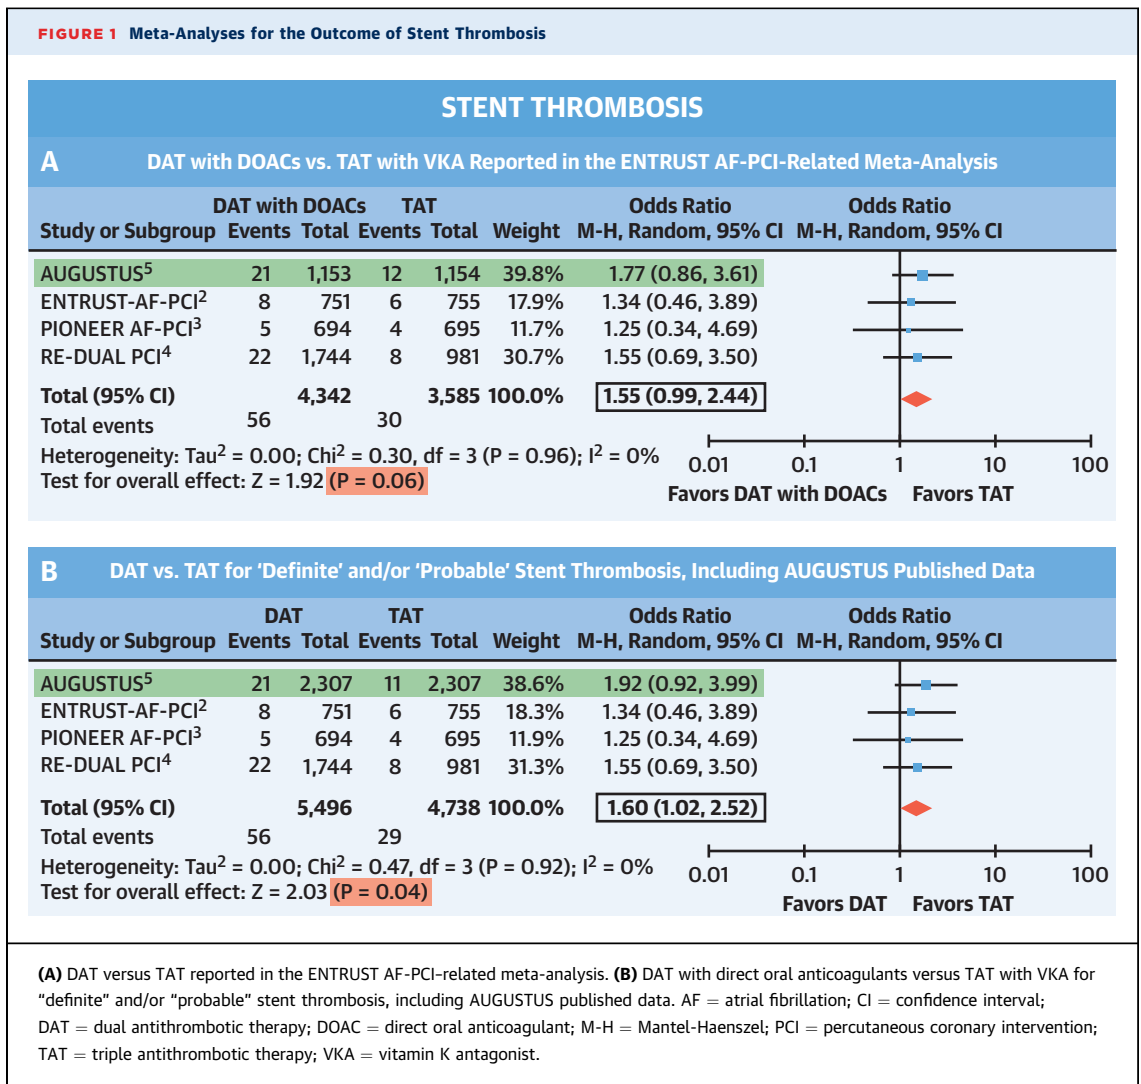 FIGURE 1 Meta-Analyses for the Outcome of Stent Thrombosis
STENT THROMBOSIS
A DAT with DOACs vs. TAT with VKA Reported in the ENTRUST AF-PCI-Related Meta-Analysis
DAT with DOACs TAT Odds Ratio Odds Ratio
Study or Subgroup Events Total Events Total Weight M-H, Random, 95% CI M-H, Random, 95% CI
AUGUSTUS⁵ 21 1,153 12 1,154 39.8% 1.77 (0.86, 3.61)
ENTRUST-AF-PCI² 8 751 6 755 17.9% 1.34 (0.46, 3.89)
PIONEER AF-PCI³ 5 694 4 695 11.7% 1.25 (0.34, 4.69)
RE-DUAL PCI⁴ 22 1,744 8 981 30.7% 1.55 (0.69, 3.50)
Total (95% CI) 4,342 3,585 100.0% 1.55 (0.99, 2.44)
Total events 56 30
Heterogeneity: Tau² = 0.00; Chi² = 0.30, df = 3 (P = 0.96); I² = 0%
Test for overall effect: Z = 1.92 (P = 0.06)
0.01 0.1 1 10 100
Favors DAT with DOACs Favors TAT
B DAT vs. TAT for 'Definite' and/or 'Probable' Stent Thrombosis, Including AUGUSTUS Published Data
DAT TAT Odds Ratio Odds Ratio
Study or Subgroup Events Total Events Total Weight M-H, Random, 95% CI M-H, Random, 95% CI
AUGUSTUS⁵ 21 2,307 11 2,307 38.6% 1.92 (0.92, 3.99)
ENTRUST-AF-PCI² 8 751 6 755 18.3% 1.34 (0.46, 3.89)
PIONEER AF-PCI³ 5 694 4 695 11.9% 1.25 (0.34, 4.69)
RE-DUAL PCI⁴ 22 1,744 8 981 31.3% 1.55 (0.69, 3.50)
Total (95% CI) 5,496 4,738 100.0% 1.60 (1.02, 2.52)
Total events 56 29
Heterogeneity: Tau² = 0.00; Chi² = 0.47, df = 3 (P = 0.92); I² = 0%
Test for overall effect: Z = 2.03 (P = 0.04)
0.01 0.1 1 10 100
Favors DAT Favors TAT
(A) DAT versus TAT reported in the ENTRUST AF-PCI–related meta-analysis. (B) DAT with direct oral anticoagulants versus TAT with VKA for
"definite" and/or "probable" stent thrombosis, including AUGUSTUS published data. AF = atrial fibrillation; CI = confidence interval;
DAT = dual antithrombotic therapy; DOAC = direct oral anticoagulant; M-H = Mantel-Haenszel; PCI = percutaneous coronary intervention;
TAT = triple antithrombotic therapy; VKA = vitamin K antagonist.